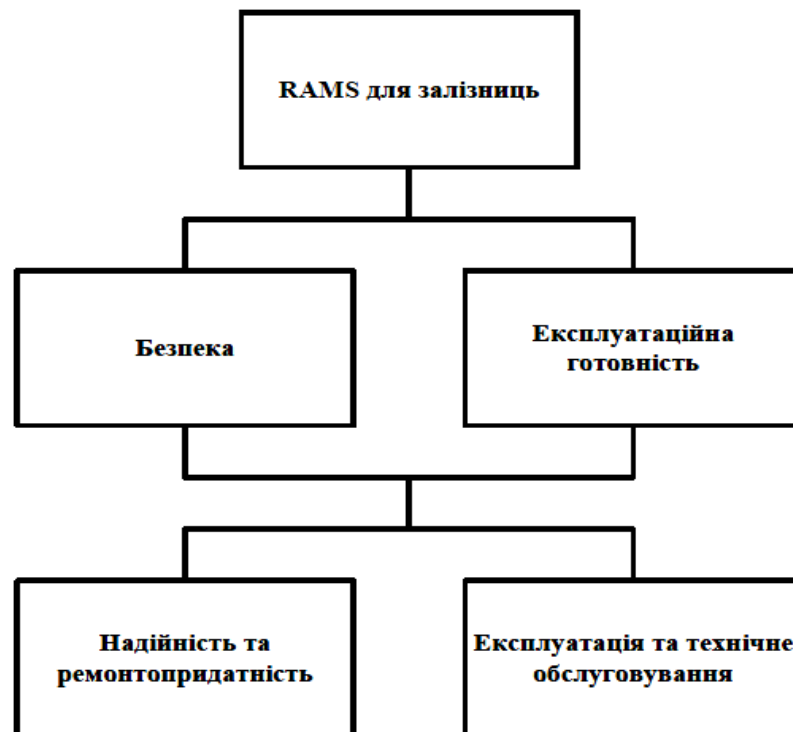 RAMS для залізниць
Безпека
Експлуатаційна
готовність
Надійність та
ремонтопридатність
Експлуатація та технічне
обслуговування